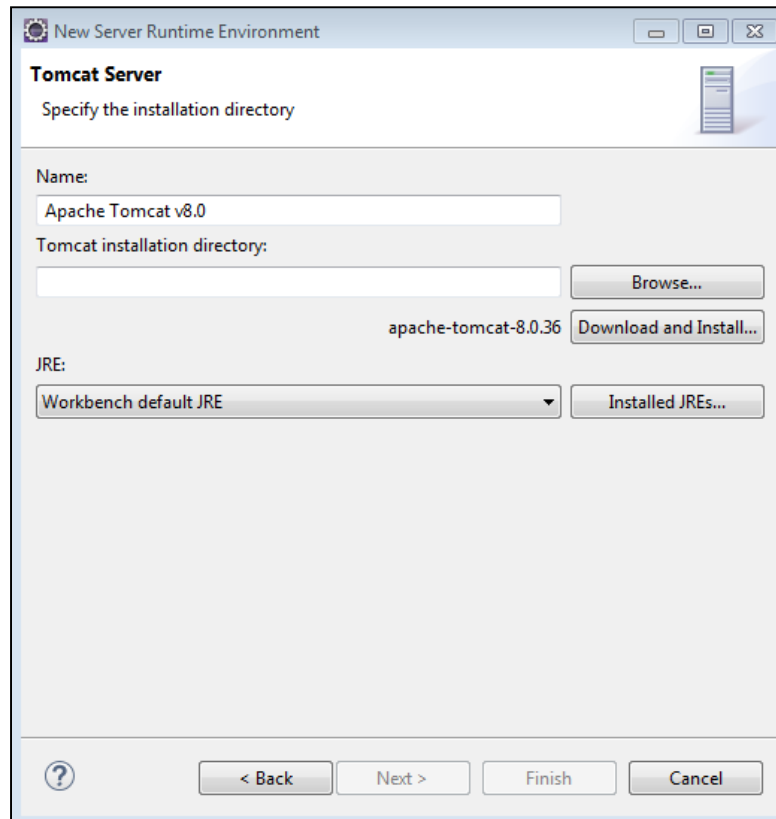 New Server Runtime Environment
Tomcat Server
Specify the installation directory
Name:
Apache Tomcat v8.0
Tomcat installation directory:
Browse...
apache-tomcat-8.0.36 Download and Install...
JRE:
Workbench default JRE Installed JREs...
? < Back Next > Finish Cancel